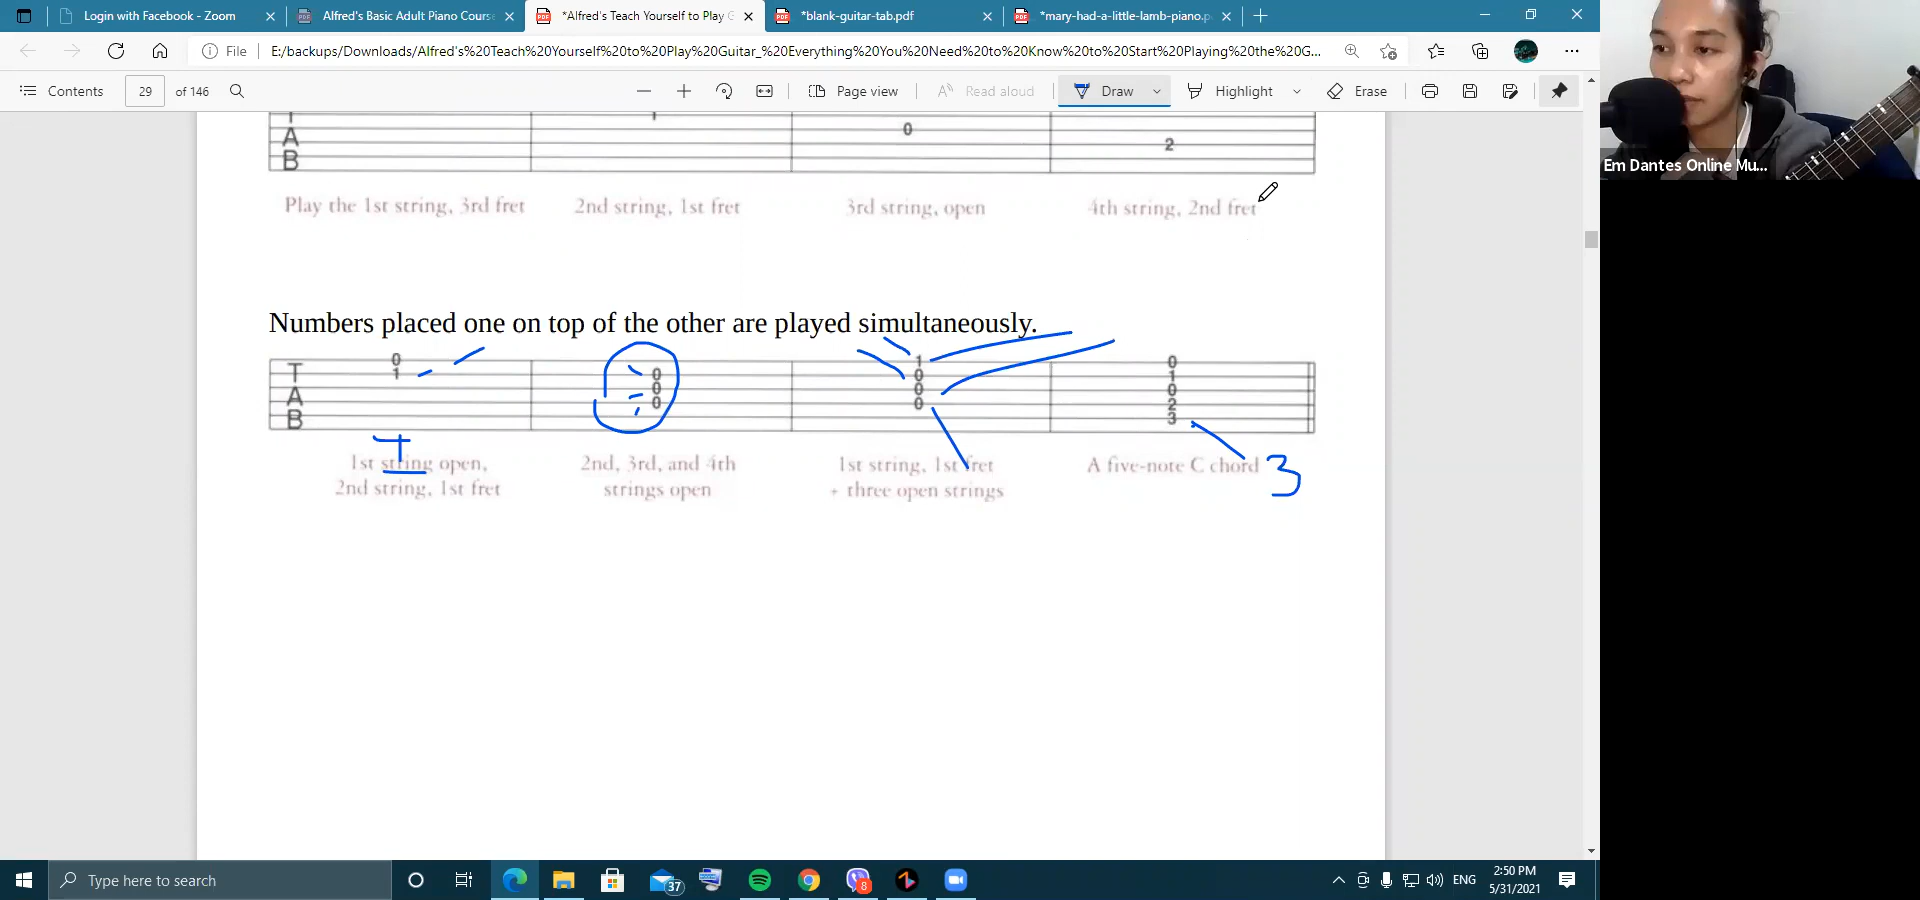 Login with Facebook - Zoom
Alfred's Basic Adult Piano Cours
*Alfred's Teach Yourself to Play G
*blank-guitar-tab.pdf
*mary-had-a-little-lamb-piano.p
File
E:/backups/Downloads/Alfred's%20Teach%20Yourself%20to%20Play%20Guitar_%20Everything%20You%20Need%20to%20Know%20to%20Start%20Playing%20the%20G...
Contents
29
of 146
Page view
Read aloud
Draw
Highlight
Erase
Em Dantes Online Mu...
T
A
B
1
0
2
Play the 1st string, 3rd fret
2nd string, 1st fret
3rd string, open
4th string, 2nd fret
Numbers placed one on top of the other are played simultaneously.
T
A
B
0
1
0
0
0
1
0
0
0
0
1
0
2
3
1st string open,
2nd string, 1st fret
2nd, 3rd, and 4th
strings open
1st string, 1st fret
+ three open strings
A five-note C chord
3
Type here to search
37
8
ENG
2:50 PM
5/31/2021